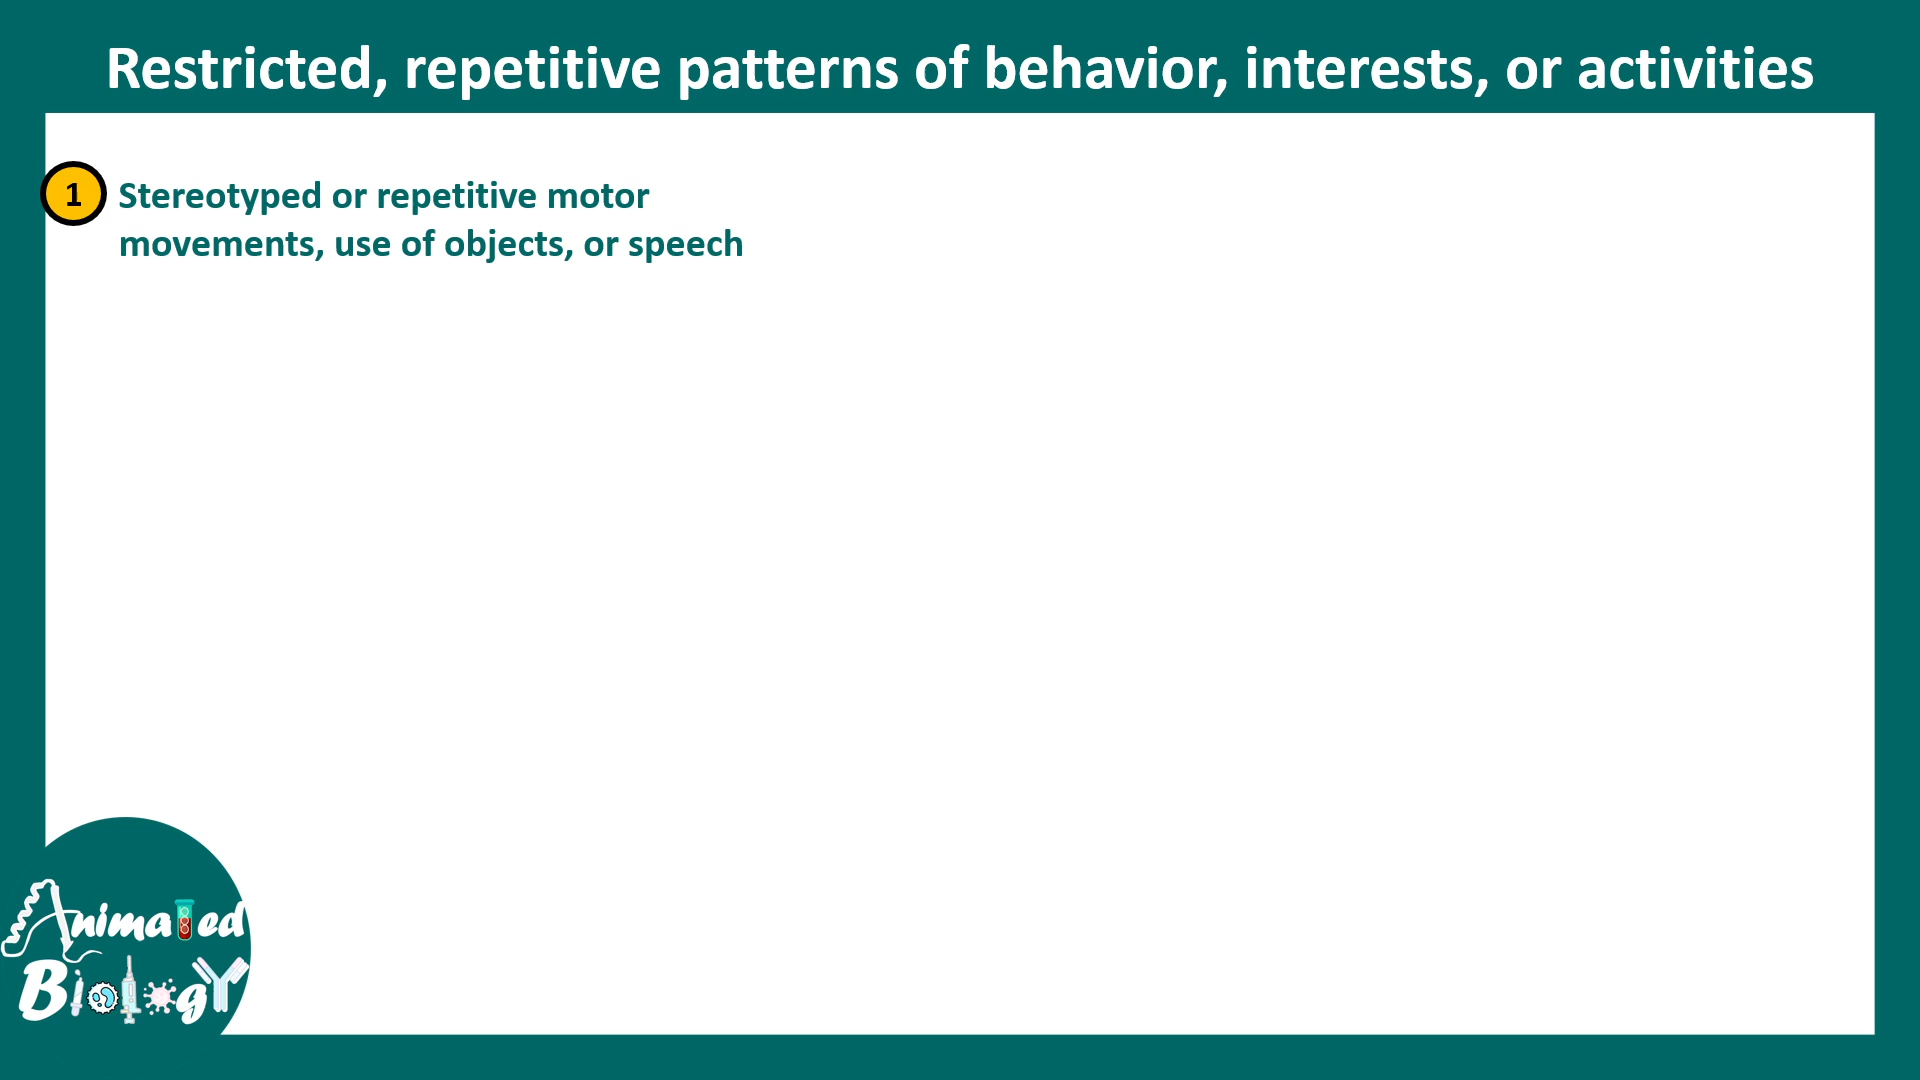 Restricted, repetitive patterns of behavior, interests, or activities
1 Stereotyped or repetitive motor
movements, use of objects, or speech
Animated
Biology